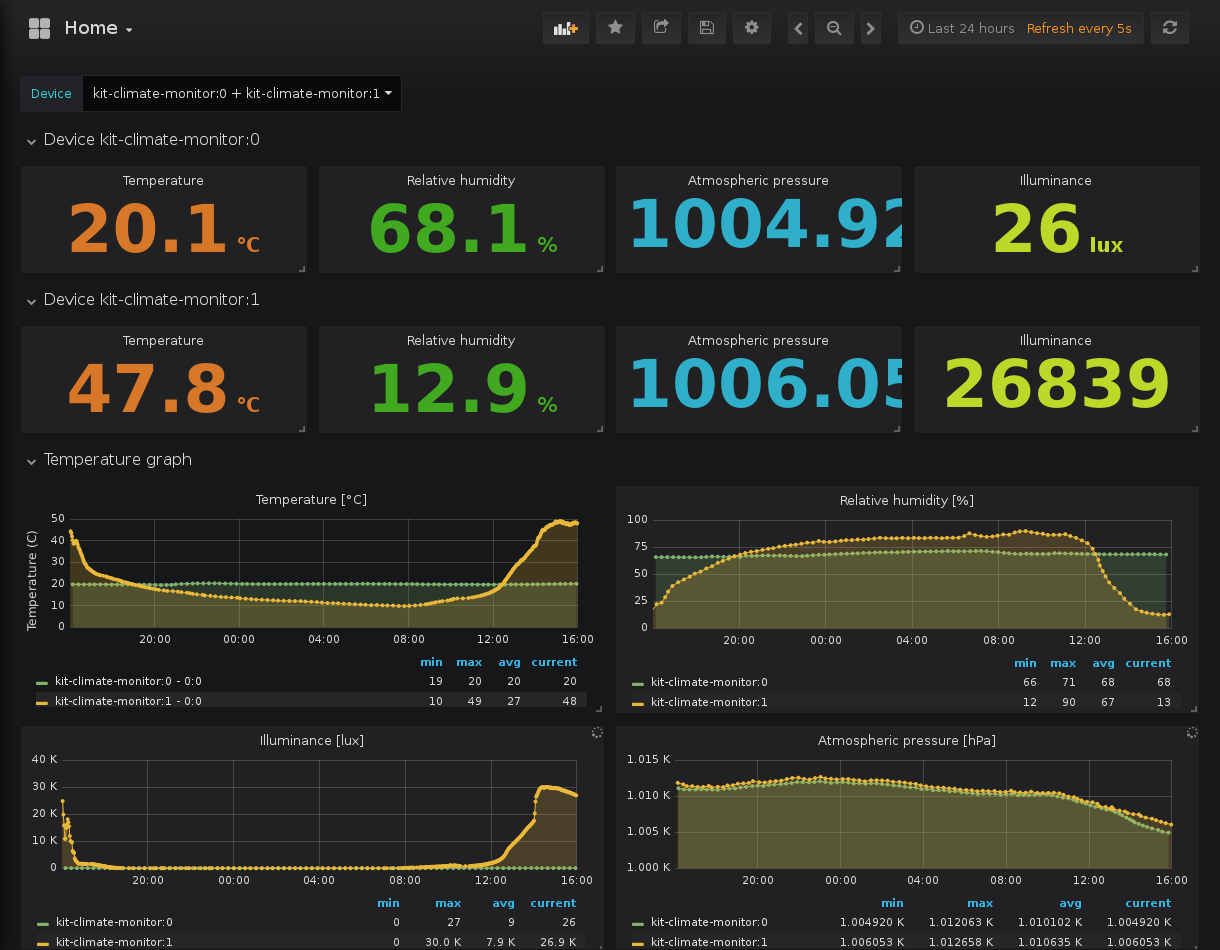 Home
Last 24 hours Refresh every 5s
Device kit-climate-monitor:0 + kit-climate-monitor:1
Device kit-climate-monitor:0
Temperature Relative humidity Atmospheric pressure Illuminance
20.1 °C 68.1 % 1004.92 26 lux
Device kit-climate-monitor:1
Temperature Relative humidity Atmospheric pressure Illuminance
47.8 °C 12.9 % 1006.05 26839
Temperature graph
Temperature [°C]
Temperature (C)
50
40
30
20
10
0
20:00 00:00 04:00 08:00 12:00 16:00
min max avg current
kit-climate-monitor:0 - 0:0 19 20 20 20
kit-climate-monitor:1 - 0:0 10 49 27 48
Relative humidity [%]
100
75
50
25
0
20:00 00:00 04:00 08:00 12:00 16:00
min max avg current
kit-climate-monitor:0 66 71 68 68
kit-climate-monitor:1 12 90 67 13
Illuminance [lux]
40 K
30 K
20 K
10 K
0
20:00 00:00 04:00 08:00 12:00 16:00
min max avg current
kit-climate-monitor:0 0 27 9 26
kit-climate-monitor:1 0 30.0 K 7.9 K 26.9 K
Atmospheric pressure [hPa]
1.015 K
1.010 K
1.005 K
1.000 K
20:00 00:00 04:00 08:00 12:00 16:00
min max avg current
kit-climate-monitor:0 1.004920 K 1.012063 K 1.010102 K 1.004920 K
kit-climate-monitor:1 1.006053 K 1.012658 K 1.010635 K 1.006053 K